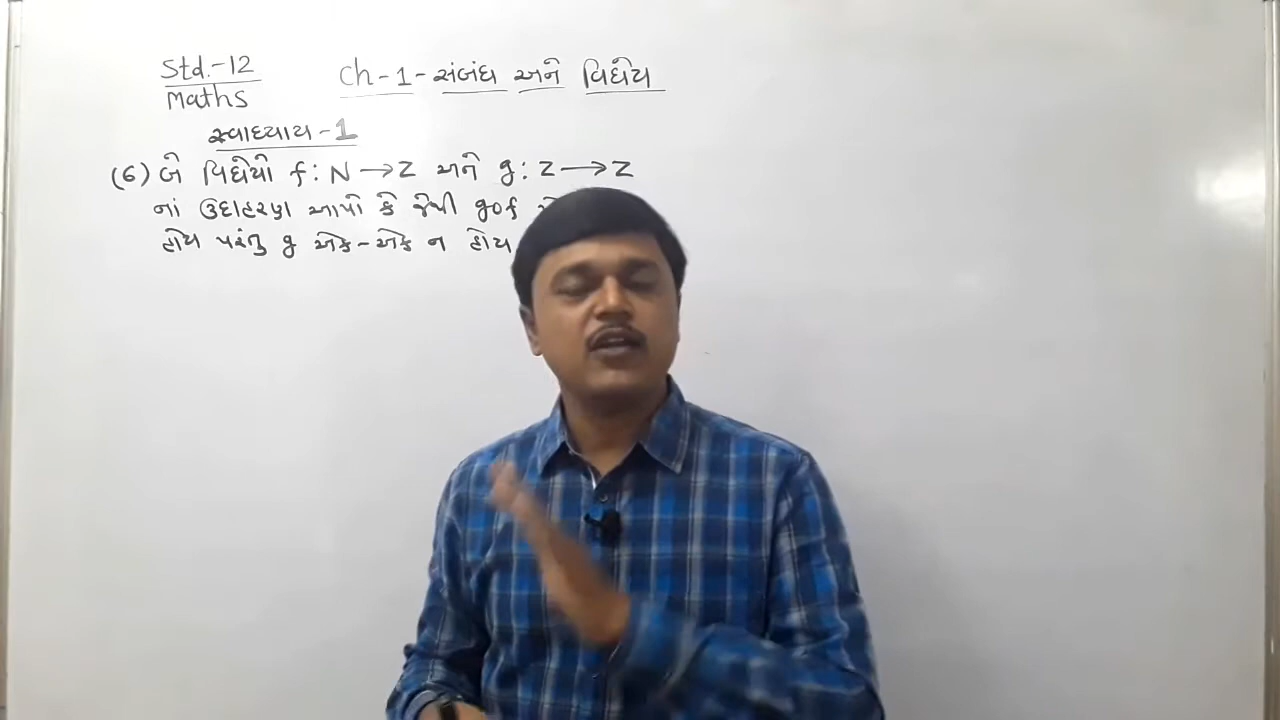 Std.-12
Maths
Ch-1-સંબંધ અને વિધેય
સ્વાધ્યાય-1
(6) બે વિધેયો f: N→Z અને g: Z→Z
નાં ઉદાહરણ આપો કે જેથી gof
હોય પરંતુ g એક-એક ન હોય